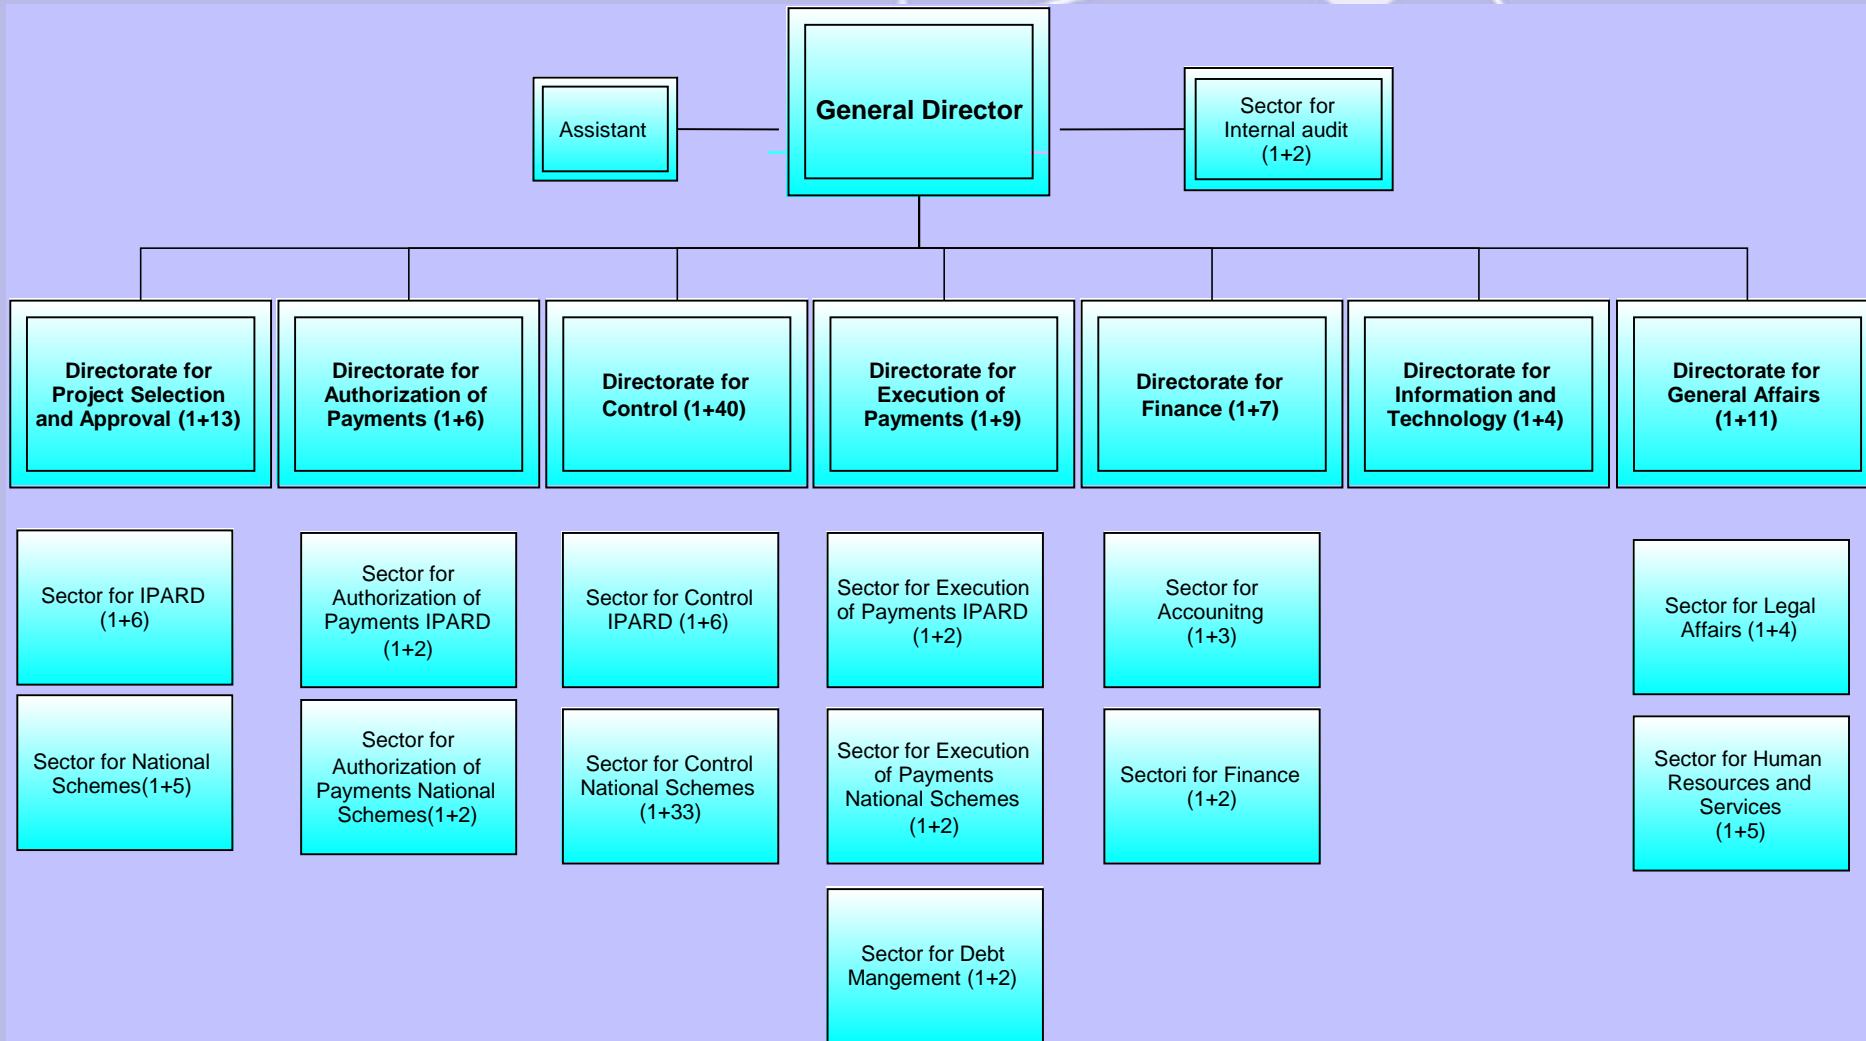 General Director
Assistant
Sector for
Internal audit
(1+2)
Directorate for
Project Selection
and Approval (1+13)
Directorate for
Authorization of
Payments (1+6)
Directorate for
Control (1+40)
Directorate for
Execution of
Payments (1+9)
Directorate for
Finance (1+7)
Directorate for
Information and
Technology (1+4)
Directorate for
General Affairs
(1+11)
Sector for IPARD
(1+6)
Sector for
Authorization of
Payments IPARD
(1+2)
Sector for Control
IPARD (1+6)
Sector for Execution
of Payments IPARD
(1+2)
Sector for
Accounitng
(1+3)
Sector for Legal
Affairs (1+4)
Sector for National
Schemes(1+5)
Sector for
Authorization of
Payments National
Schemes(1+2)
Sector for Control
National Schemes
(1+33)
Sector for Execution
of Payments
National Schemes
(1+2)
Sectori for Finance
(1+2)
Sector for Human
Resources and
Services
(1+5)
Sector for Debt
Mangement (1+2)